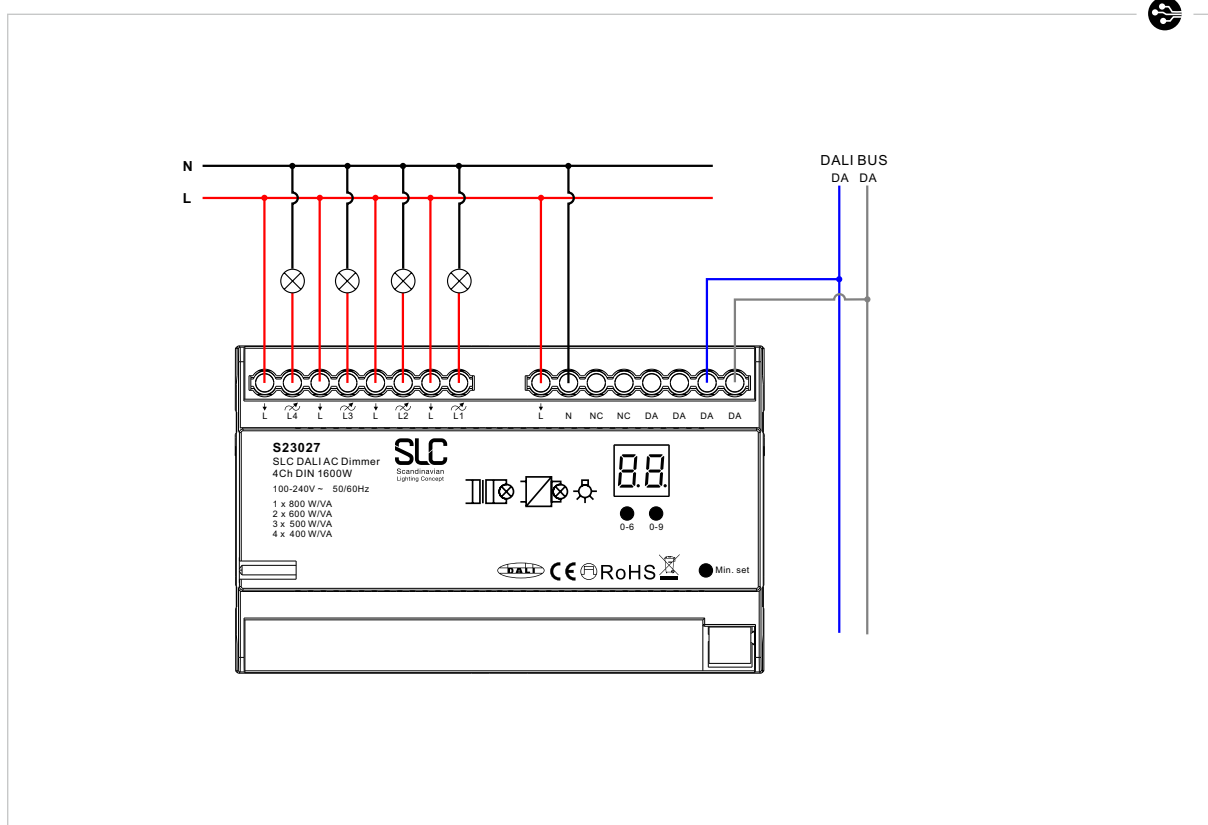 DALI BUS
DA DA
N
L
L L4 L L3 L L2 L L1 L N NC NC DA DA DA DA
S23027
SLC DALI AC Dimmer
4Ch DIN 1600W
100-240V ~ 50/60Hz
1 x 800 W/VA
2 x 600 W/VA
3 x 500 W/VA
4 x 400 W/VA
SLC
Scandinavian
Lighting Concept
8.8.
0-6 0-9
DALI CE RoHS
Min. set